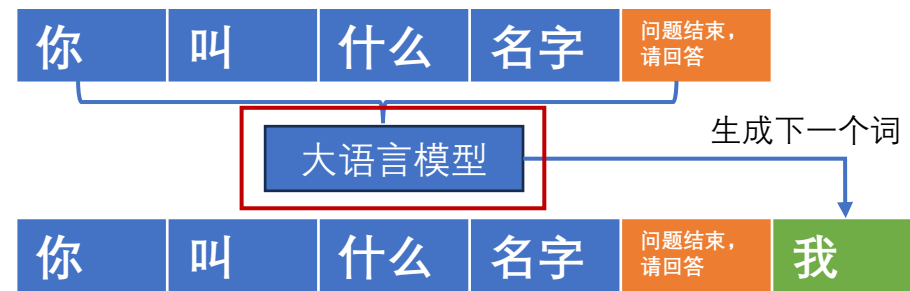 你 叫 什么 名字 问题结束，
请回答
大语言模型
生成下一个词
你 叫 什么 名字 问题结束，
请回答
我